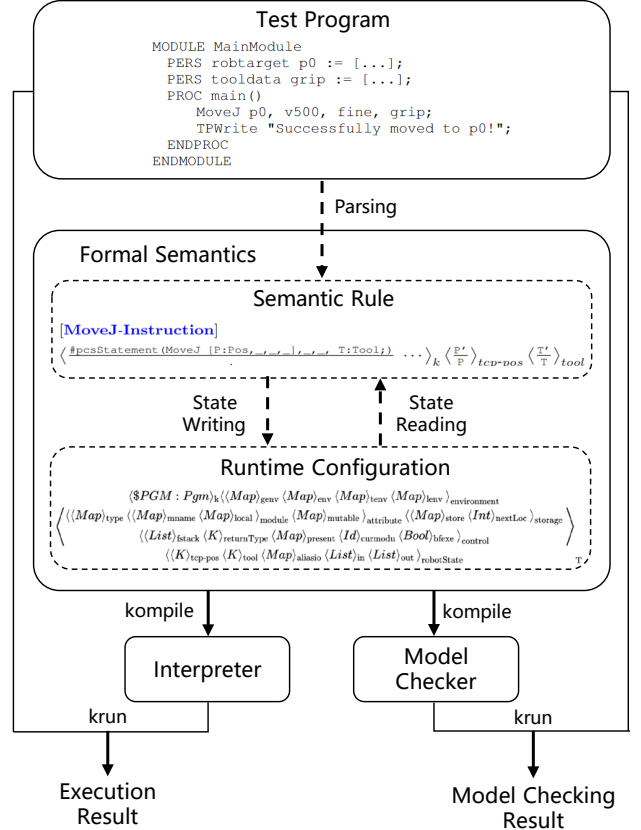 Test Program
MODULE MainModule
PERS robtarget p0 := [...];
PERS tooldata grip := [...];
PROC main()
MoveJ p0, v500, fine, grip;
TPWrite "Successfully moved to p0!";
ENDPROC
ENDMODULE
Parsing
Formal Semantics
Semantic Rule
[MoveJ-Instruction]
⟨ #pcsStatement(MoveJ [P:Pos,_,_,_],_,_, T:Tool;) / . ⋯ ⟩k ⟨ P′ / P ⟩tcp-pos ⟨ T′ / T ⟩tool
State Writing
State Reading
Runtime Configuration
⟨$PGM : Pgm⟩k ⟨⟨Map⟩genv ⟨Map⟩env ⟨Map⟩tenv ⟨Map⟩lenv ⟩environment
⟨ ⟨⟨Map⟩type ⟨⟨Map⟩mname ⟨Map⟩local ⟩module ⟨Map⟩mutable ⟩attribute ⟨⟨Map⟩store ⟨Int⟩nextLoc ⟩storage ⟩T
⟨⟨List⟩fstack ⟨K⟩returnType ⟨Map⟩present ⟨Id⟩curmodu ⟨Bool⟩bfexe ⟩control
⟨⟨K⟩tcp-pos ⟨K⟩tool ⟨Map⟩aliasio ⟨List⟩in ⟨List⟩out ⟩robotState
kompile
kompile
Interpreter
Model Checker
krun
krun
Execution Result
Model Checking Result